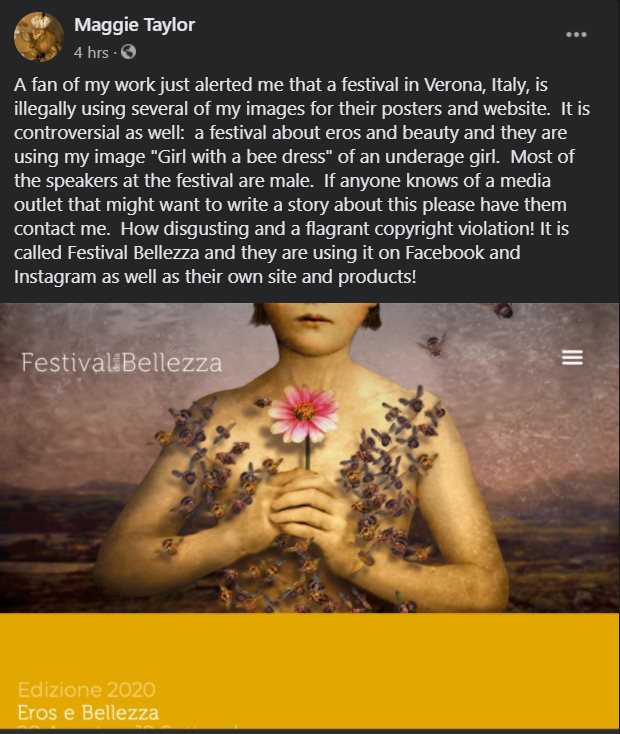 Maggie Taylor
4 hrs ·
A fan of my work just alerted me that a festival in Verona, Italy, is
illegally using several of my images for their posters and website.  It is
controversial as well:  a festival about eros and beauty and they are
using my image "Girl with a bee dress" of an underage girl.  Most of
the speakers at the festival are male.  If anyone knows of a media
outlet that might want to write a story about this please have them
contact me.  How disgusting and a flagrant copyright violation! It is
called Festival Bellezza and they are using it on Facebook and
Instagram as well as their own site and products!
Festival della Bellezza
Edizione 2020
Eros e Bellezza